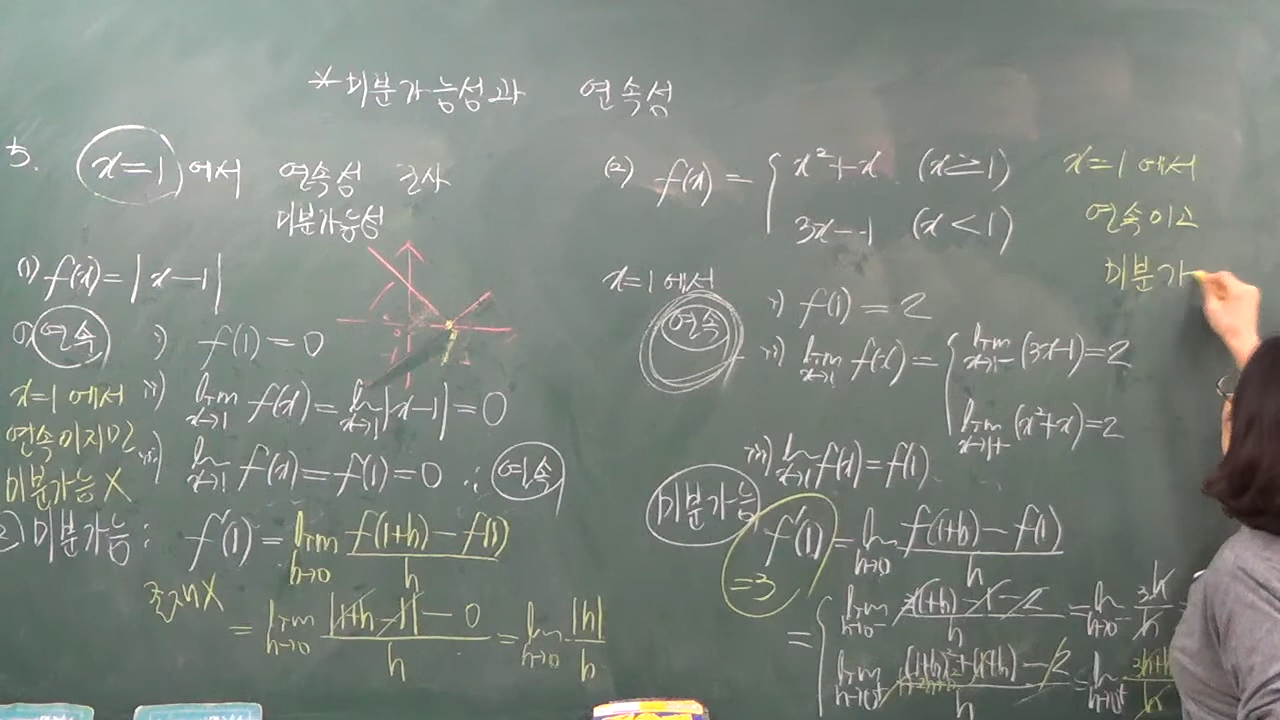 *미분가능성과 연속성
5. x=1 에서 연속성 조사
미분가능성
(1) f(x)=|x-1|
1) 연속 i) f(1)=0
ii) lim x→1 f(x)=lim x→1 |x-1|=0
iii) lim x→1 f(x)=f(1)=0 ∴ 연속
x=1 에서
연속이지만
미분가능 X
2) 미분가능: f'(1)=lim h→0 f(1+h)-f(1)/h
존재 X
=lim h→0 |1+h-1|-0/h=lim h→0 |h|/h
(2) f(x)={x²+x (x≥1)
3x-1 (x<1)
x=1 에서
연속
i) f(1)=2
ii) lim x→1 f(x)={lim x→1- (3x-1)=2
lim x→1+ (x²+x)=2
iii) lim x→1 f(x)=f(1)
미분가능 f'(1)=lim h→0 f(1+h)-f(1)/h
=3
={lim h→0- 3(1+h)-1-2/h=lim h→0- 3h/h=
lim h→0+ (1+h)²+(1+h)-2/h=lim h→0+
x=1 에서
연속이고
미분가